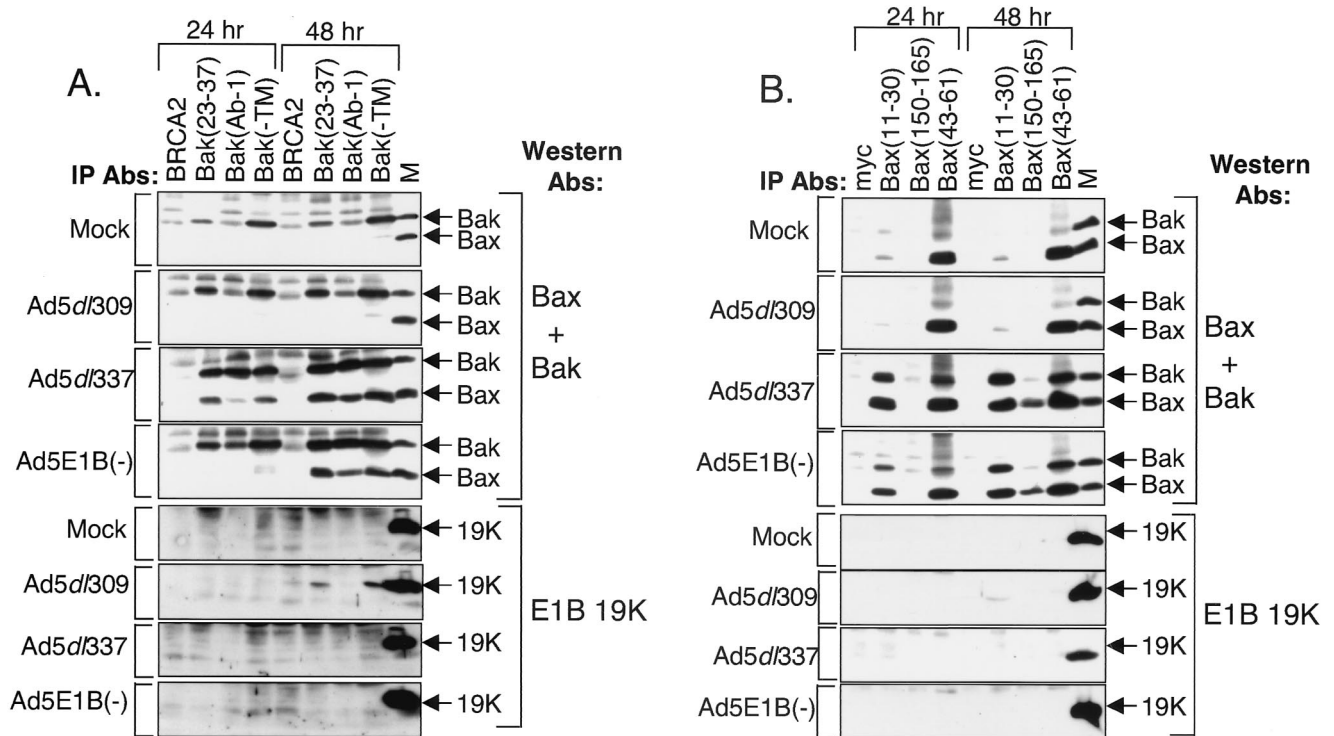 A.
24 hr
48 hr
IP Abs:
BRCA2
Bak(23-37)
Bak(Ab-1)
Bak(-TM)
BRCA2
Bak(23-37)
Bak(Ab-1)
Bak(-TM)
M
Western
Abs:
Mock
Bak
Bax
Ad5dl309
Bak
Bax
Ad5dl337
Bak
Bax
Ad5E1B(-)
Bak
Bax
Bax
+
Bak
Mock
19K
Ad5dl309
19K
Ad5dl337
19K
Ad5E1B(-)
19K
E1B 19K
B.
24 hr
48 hr
IP Abs:
myc
Bax(11-30)
Bax(150-165)
Bax(43-61)
myc
Bax(11-30)
Bax(150-165)
Bax(43-61)
M
Western
Abs:
Mock
Bak
Bax
Ad5dl309
Bak
Bax
Ad5dl337
Bak
Bax
Ad5E1B(-)
Bak
Bax
Bax
+
Bak
Mock
19K
Ad5dl309
19K
Ad5dl337
19K
Ad5E1B(-)
19K
E1B 19K